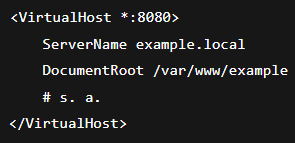 <VirtualHost *:8080>
    ServerName example.local
    DocumentRoot /var/www/example
    # s. a.
</VirtualHost>